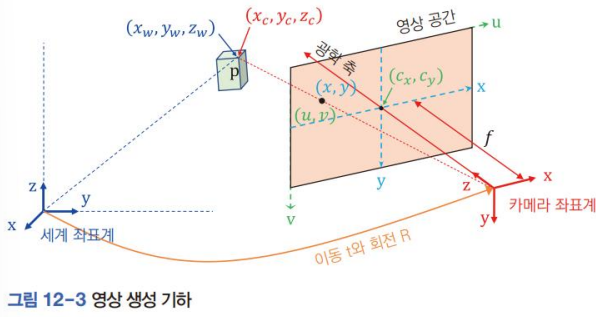 (x_w, y_w, z_w)
(x_c, y_c, z_c)
영상 공간
u
광학 축
p
(x, y)
(c_x, c_y)
x
(u, v)
f
y
z
x
z
y
x
세계 좌표계
v
y
카메라 좌표계
이동 t와 회전 R
그림 12-3 영상 생성 기하